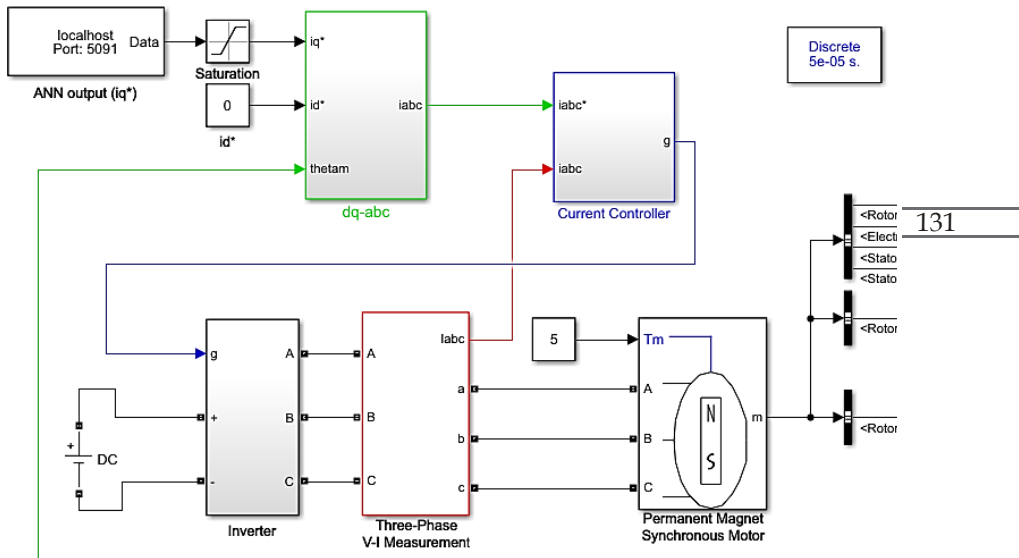 localhost
Port: 5091
Data
ANN output (iq*)
Saturation
0
id*
iq*
id*
thetam
iabc
dq-abc
iabc*
iabc
g
Current Controller
Discrete
5e-05 s.
<Rotor
<Electr
<Stato
<Stato
<Rotor
<Rotor
131
DC
+
g
+
-
A
B
C
Inverter
A
B
C
Iabc
a
b
c
Three-Phase
V-I Measurement
5
Tm
A
B
C
N
S
m
Permanent Magnet
Synchronous Motor